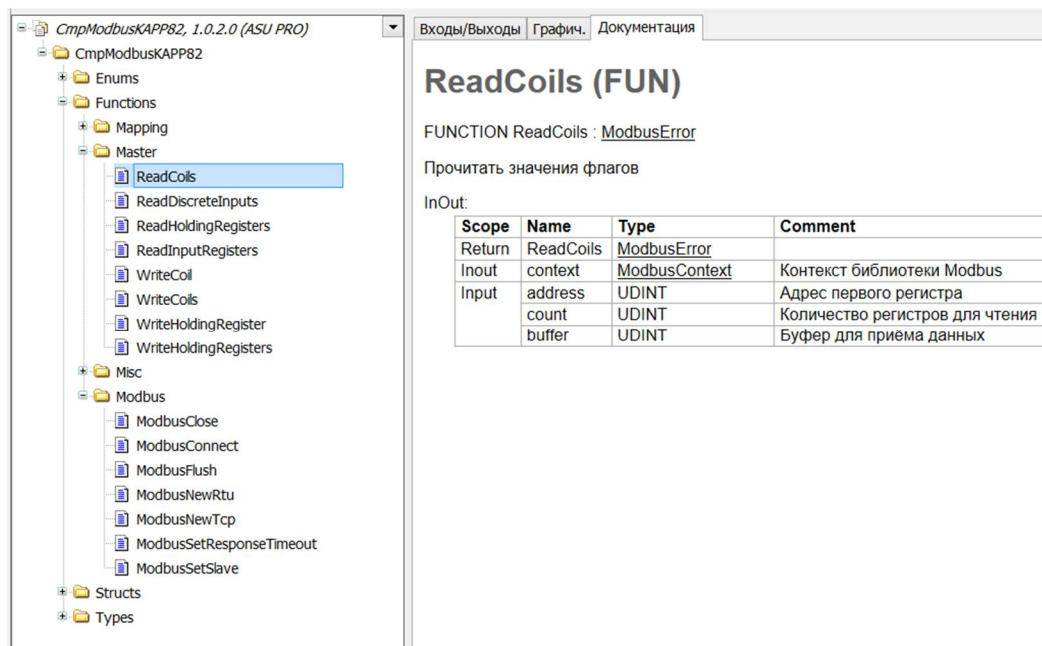 CmpModbusKAPP82, 1.0.2.0 (ASU PRO)
CmpModbusKAPP82
Enums
Functions
Mapping
Master
ReadCoils
ReadDiscreteInputs
ReadHoldingRegisters
ReadInputRegisters
WriteCoil
WriteCoils
WriteHoldingRegister
WriteHoldingRegisters
Misc
Modbus
ModbusClose
ModbusConnect
ModbusFlush
ModbusNewRtu
ModbusNewTcp
ModbusSetResponseTimeout
ModbusSetSlave
Structs
Types
Входы/Выходы Графич. Документация
ReadCoils (FUN)
FUNCTION ReadCoils : ModbusError
Прочитать значения флагов
InOut:
Scope Name Type Comment
Return ReadCoils ModbusError
Inout context ModbusContext Контекст библиотеки Modbus
Input address UDINT Адрес первого регистра
count UDINT Количество регистров для чтения
buffer UDINT Буфер для приёма данных